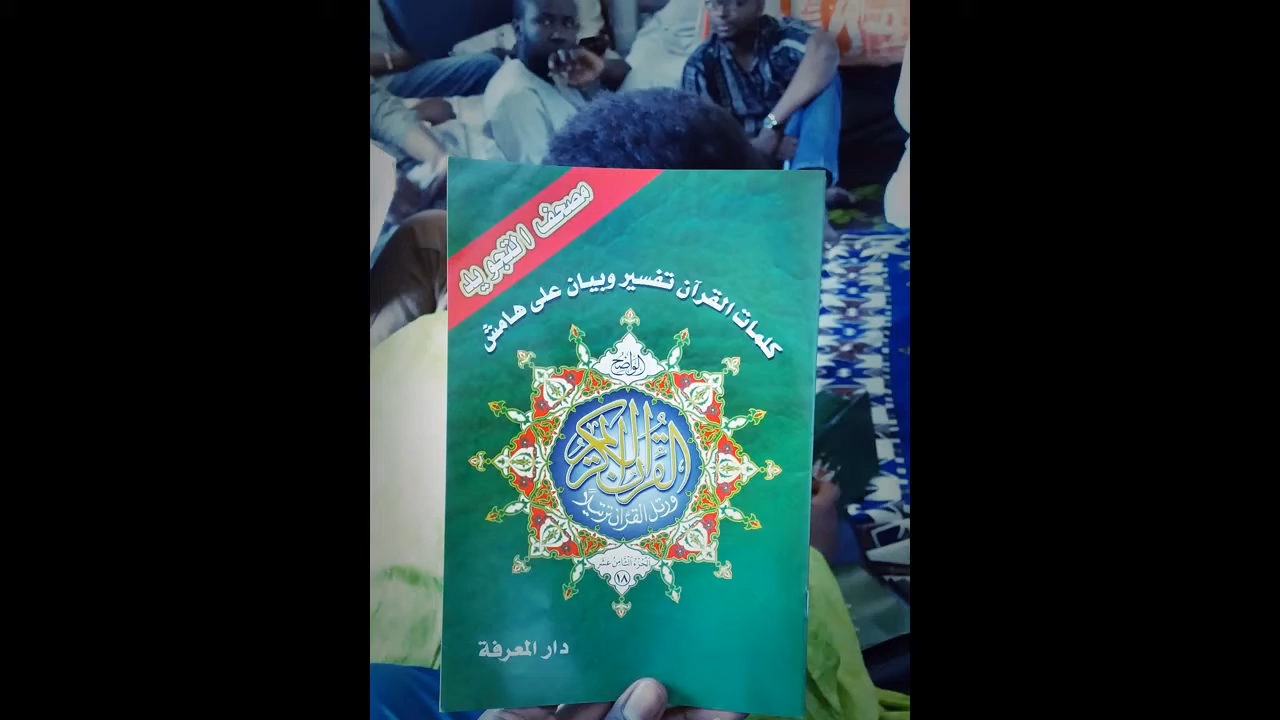 مصحف التجويد
كلمات القرآن تفسير وبيان على هامش
الواضح
القرآن الكريم
ورتل القرآن ترتيلا
الجزء الثامن عشر
١٨
دار المعرفة